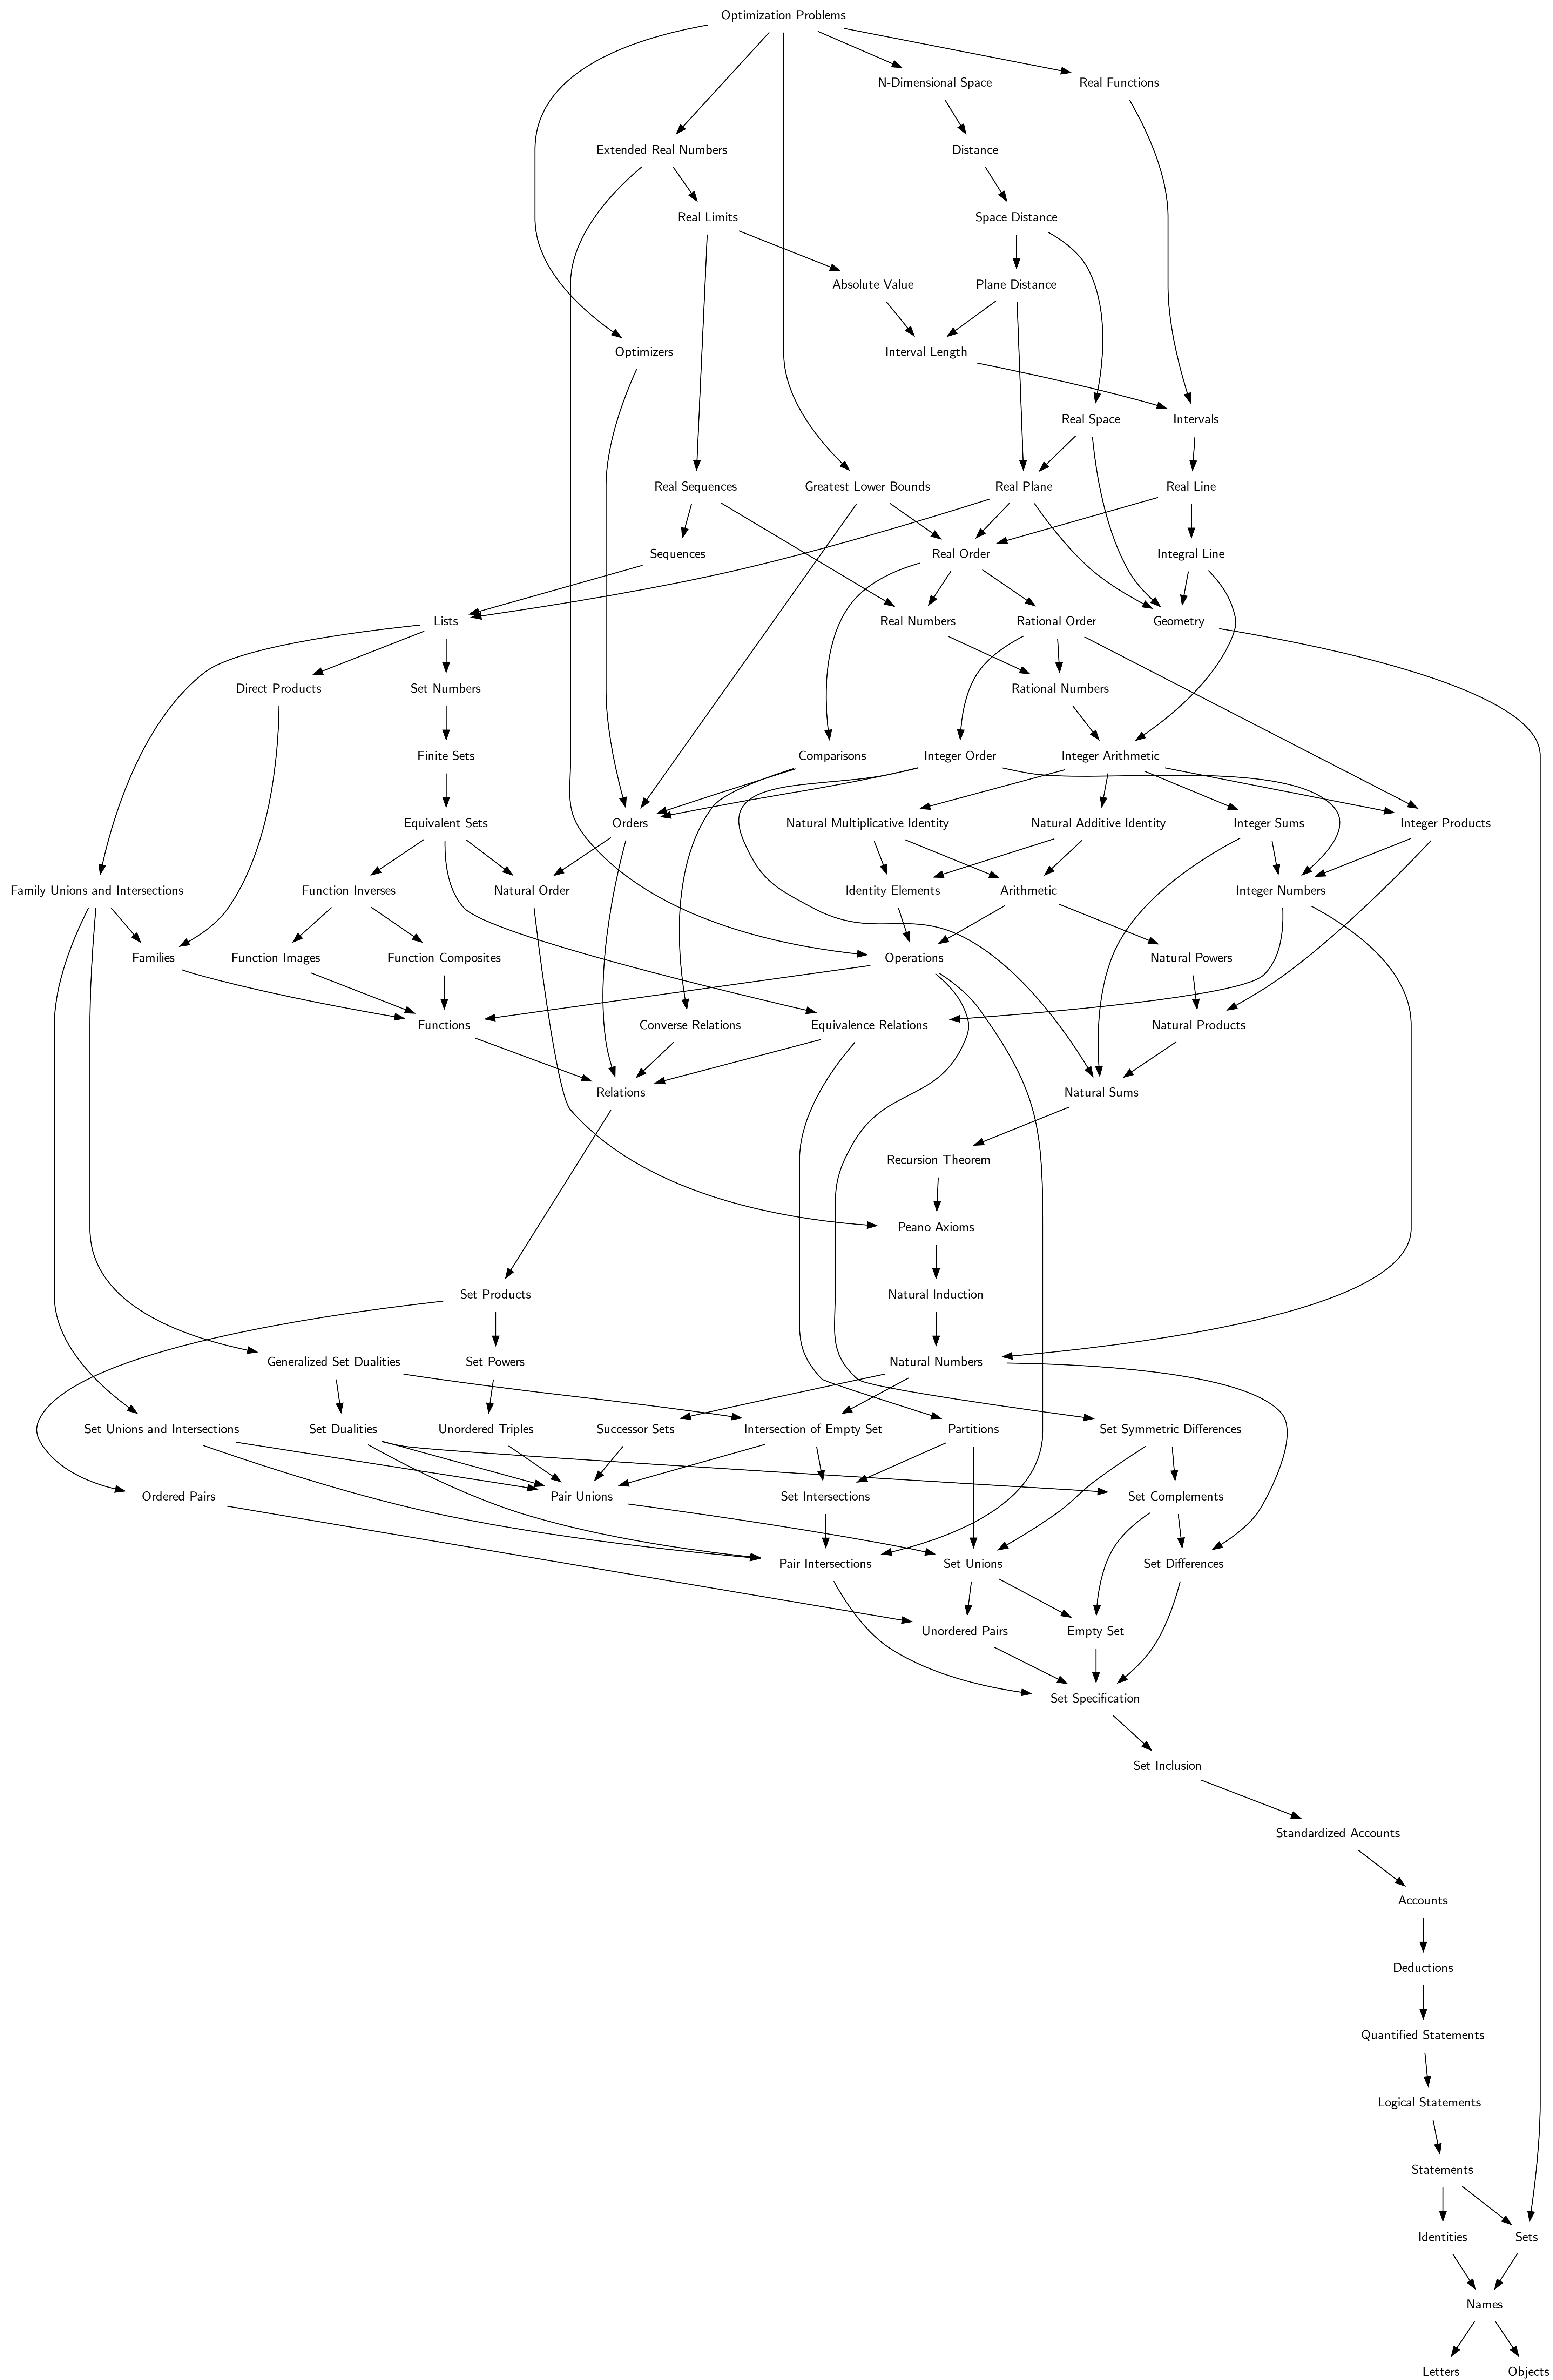 Optimization Problems
N-Dimensional Space
Real Functions
Extended Real Numbers
Distance
Real Limits
Space Distance
Absolute Value
Plane Distance
Optimizers
Interval Length
Real Space
Intervals
Real Sequences
Greatest Lower Bounds
Real Plane
Real Line
Sequences
Real Order
Integral Line
Lists
Real Numbers
Rational Order
Geometry
Direct Products
Set Numbers
Rational Numbers
Finite Sets
Comparisons
Integer Order
Integer Arithmetic
Equivalent Sets
Orders
Natural Multiplicative Identity
Natural Additive Identity
Integer Sums
Integer Products
Family Unions and Intersections
Function Inverses
Natural Order
Identity Elements
Arithmetic
Integer Numbers
Families
Function Images
Function Composites
Operations
Natural Powers
Functions
Converse Relations
Equivalence Relations
Natural Products
Relations
Natural Sums
Recursion Theorem
Peano Axioms
Set Products
Natural Induction
Generalized Set Dualities
Set Powers
Natural Numbers
Set Unions and Intersections
Set Dualities
Unordered Triples
Successor Sets
Intersection of Empty Set
Partitions
Set Symmetric Differences
Ordered Pairs
Pair Unions
Set Intersections
Set Complements
Pair Intersections
Set Unions
Set Differences
Unordered Pairs
Empty Set
Set Specification
Set Inclusion
Standardized Accounts
Accounts
Deductions
Quantified Statements
Logical Statements
Statements
Identities
Sets
Names
Letters
Objects